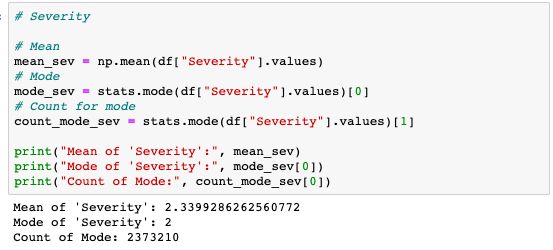 # Severity
# Mean
mean_sev = np.mean(df["Severity"].values)
# Mode
mode_sev = stats.mode(df["Severity"].values)[0]
# Count for mode
count_mode_sev = stats.mode(df["Severity"].values)[1]
print("Mean of 'Severity':", mean_sev)
print("Mode of 'Severity':", mode_sev[0])
print("Count of Mode:", count_mode_sev[0])
Mean of 'Severity': 2.3399286262560772
Mode of 'Severity': 2
Count of Mode: 2373210